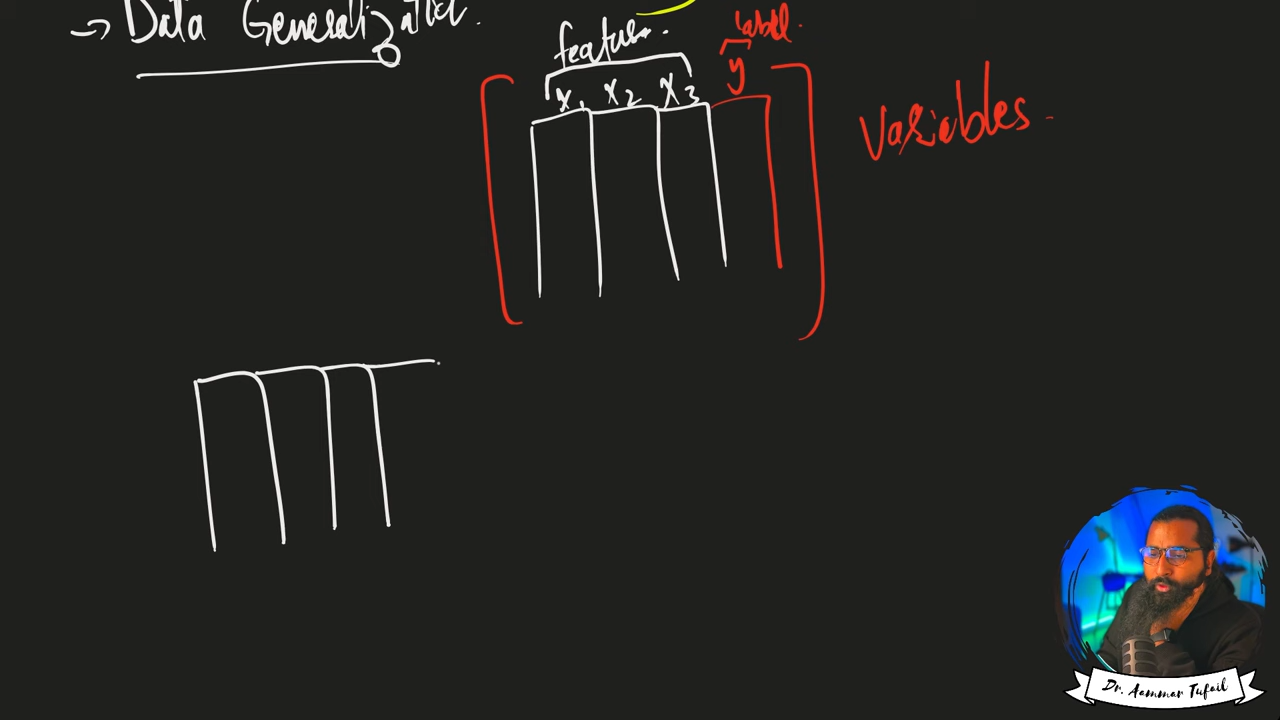 → Data Generalization.
features.
label.
x1 x2 x3 y
Variables.
Dr. Aammar Tufail